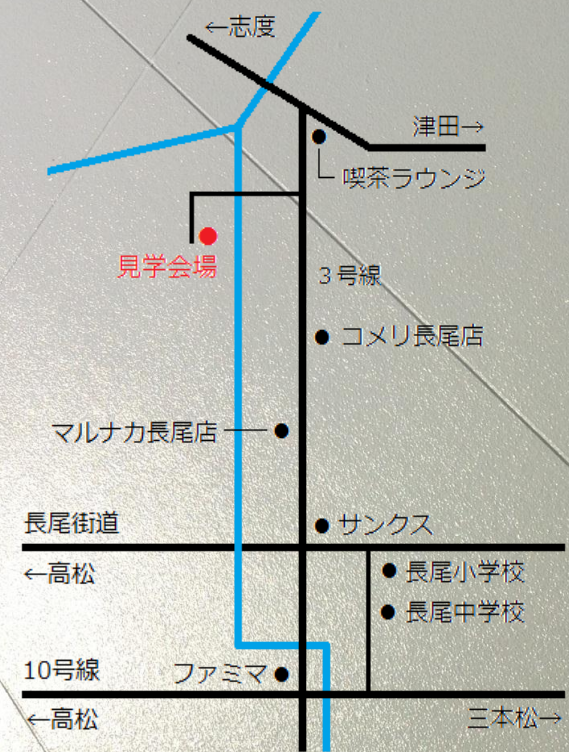 ←志度
津田→
喫茶ラウンジ
見学会場
3号線
コメリ長尾店
マルナカ長尾店
長尾街道
サンクス
←高松
長尾小学校
長尾中学校
10号線
ファミマ
←高松
三本松→